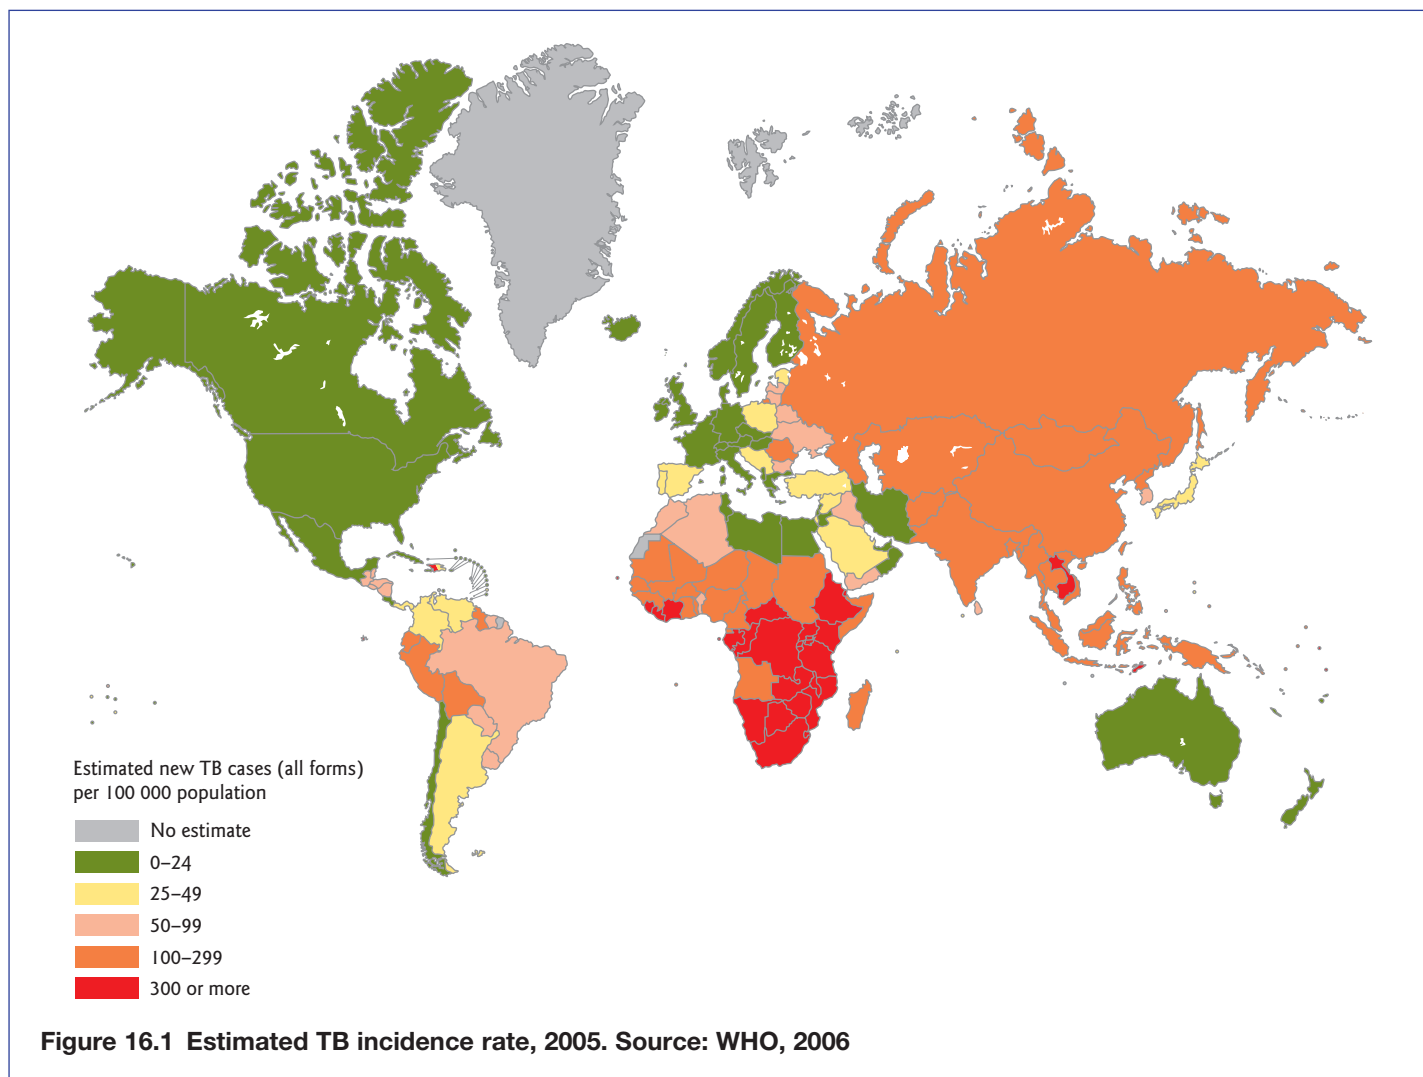 Estimated new TB cases (all forms)
per 100 000 population
No estimate
0–24
25–49
50–99
100–299
300 or more
Figure 16.1 Estimated TB incidence rate, 2005. Source: WHO, 2006